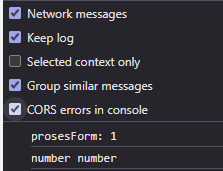 Network messages
Keep log
Selected context only
Group similar messages
CORS errors in console
prosesForm: 1
number number